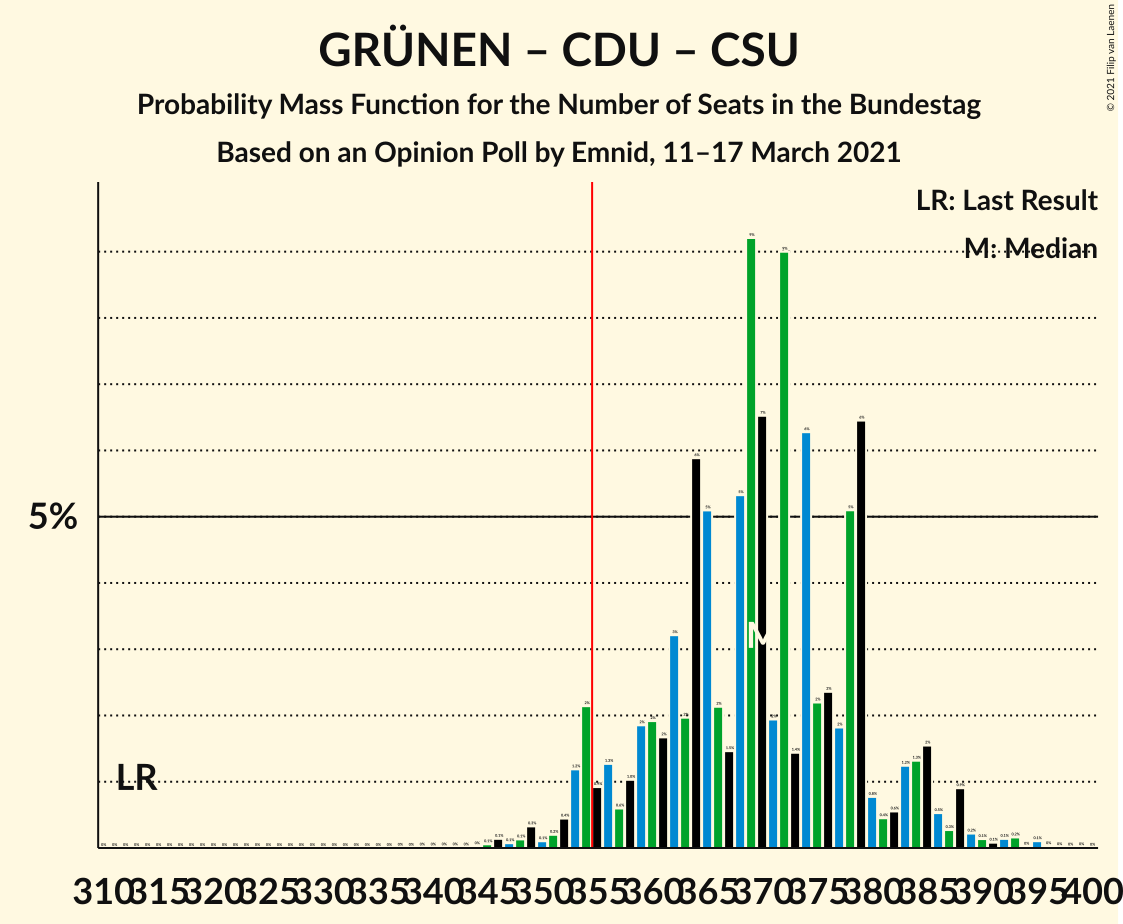 GRÜNEN – CDU – CSU
Probability Mass Function for the Number of Seats in the Bundestag
Based on an Opinion Poll by Emnid, 11–17 March 2021
© 2021 Filip van Laenen
LR: Last Result
M: Median
5%
LR
M
310 315 320 325 330 335 340 345 350 355 360 365 370 375 380 385 390 395 400